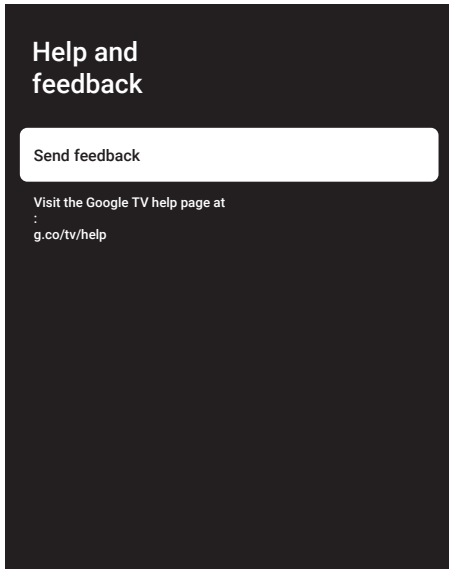 Help and
feedback
Send feedback
Visit the Google TV help page at
:
g.co/tv/help